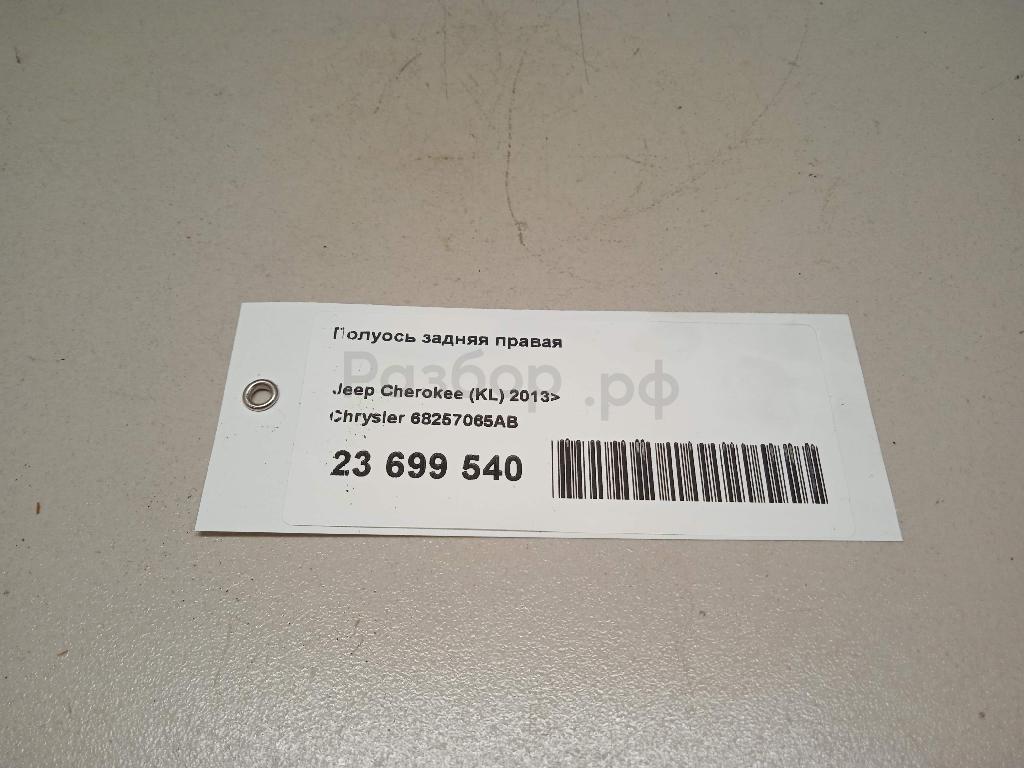 Полуось задняя правая
Разбор.рф
Jeep Cherokee (KL) 2013>
Chrysler 68257065AB
23 699 540